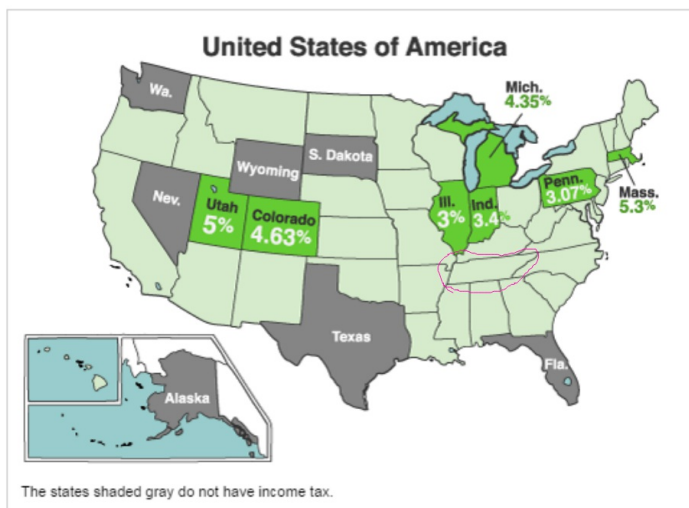 United States of America
Mich.
4.35%
Wa.
S. Dakota
Wyoming
Nev.
Utah
5%
Colorado
4.63%
Ill.
3%
Ind.
3.4%
Penn.
3.07%
Mass.
5.3%
Texas
Fla.
Alaska
The states shaded gray do not have income tax.